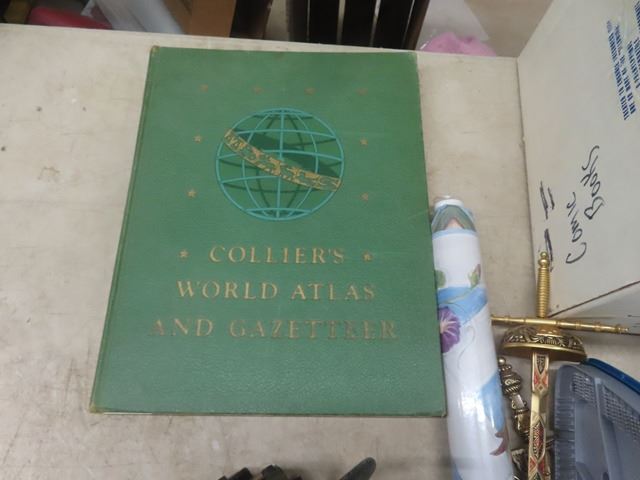 COLLIER'S
WORLD ATLAS
AND GAZETTEER
Comic
Books